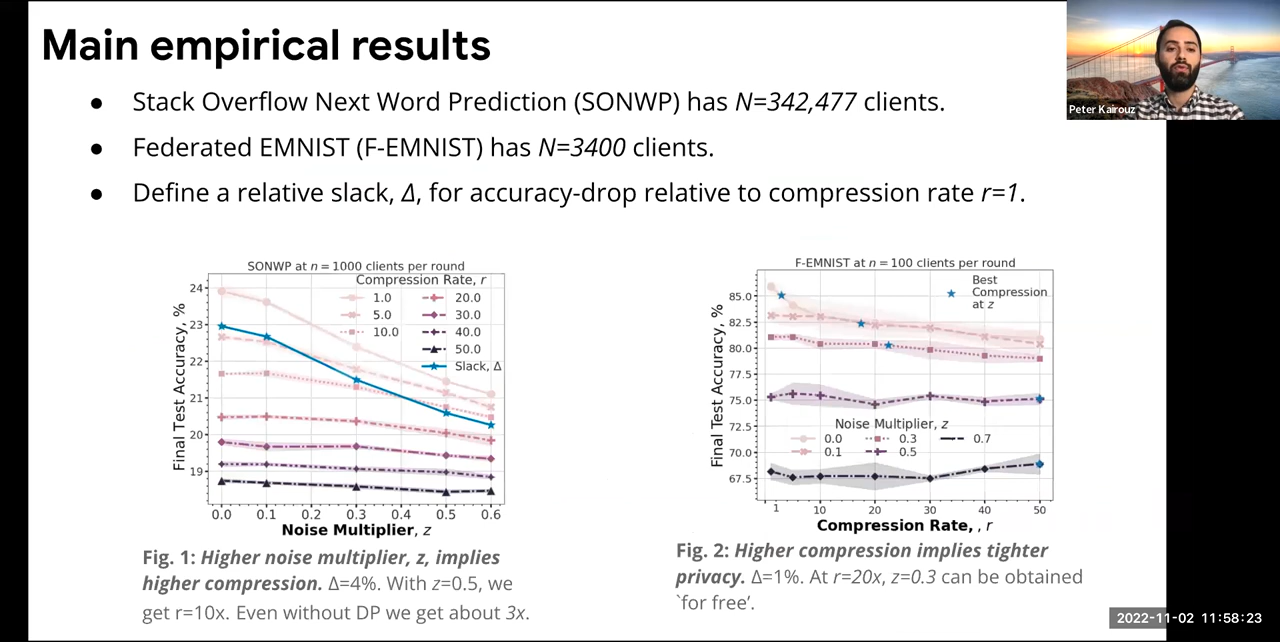 Main empirical results
● Stack Overflow Next Word Prediction (SONWP) has N=342,477 clients.
● Federated EMNIST (F-EMNIST) has N=3400 clients.
● Define a relative slack, Δ, for accuracy-drop relative to compression rate r=1.
Peter Kairouz
SONWP at n = 1000 clients per round
Compression Rate, r
1.0 20.0
5.0 30.0
10.0 40.0
50.0
Slack, Δ
Final Test Accuracy, %
24
23
22
21
20
19
0.0 0.1 0.2 0.3 0.4 0.5 0.6
Noise Multiplier, z
Fig. 1: Higher noise multiplier, z, implies
higher compression. Δ=4%. With z=0.5, we
get r=10x. Even without DP we get about 3x.
F-EMNIST at n = 100 clients per round
Best
Compression
at z
Final Test Accuracy, %
85.0
82.5
80.0
77.5
75.0
72.5
70.0
67.5
Noise Multiplier, z
0.0 0.3 0.7
0.1 0.5
1 10 20 30 40 50
Compression Rate, , r
Fig. 2: Higher compression implies tighter
privacy. Δ=1%. At r=20x, z=0.3 can be obtained
`for free’.
2022-11-02 11:58:23